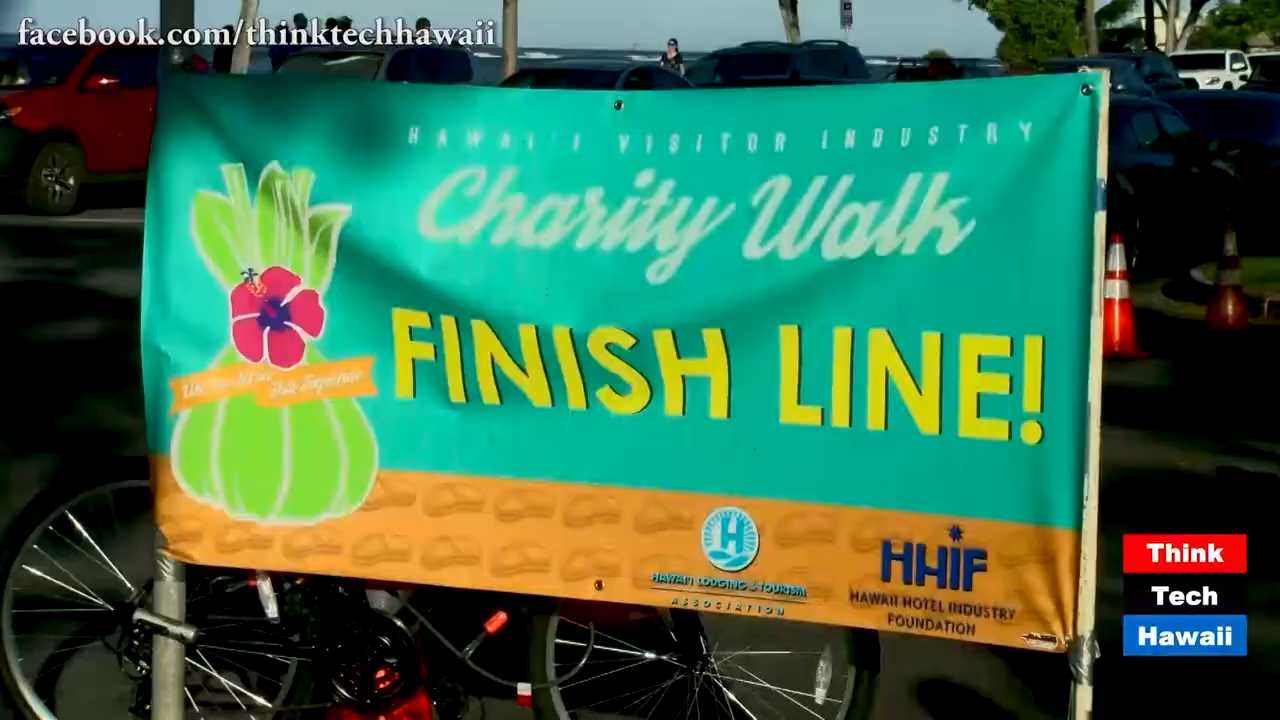 facebook.com/thinktechhawaii
HAWAI'I VISITOR INDUSTRY
Charity Walk
FINISH LINE!
H
HAWAI'I LODGING & TOURISM
ASSOCIATION
HHIF
HAWAII HOTEL INDUSTRY
FOUNDATION
Think
Tech
Hawaii